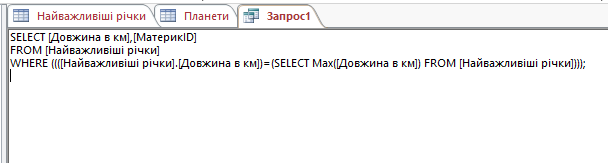 Найважливіші річки Планети Запрос1
SELECT [Довжина в км],[МатерикID]
FROM [Найважливіші річки]
WHERE ((([Найважливіші річки].[Довжина в км])=(SELECT Max([Довжина в км]) FROM [Найважливіші річки])));